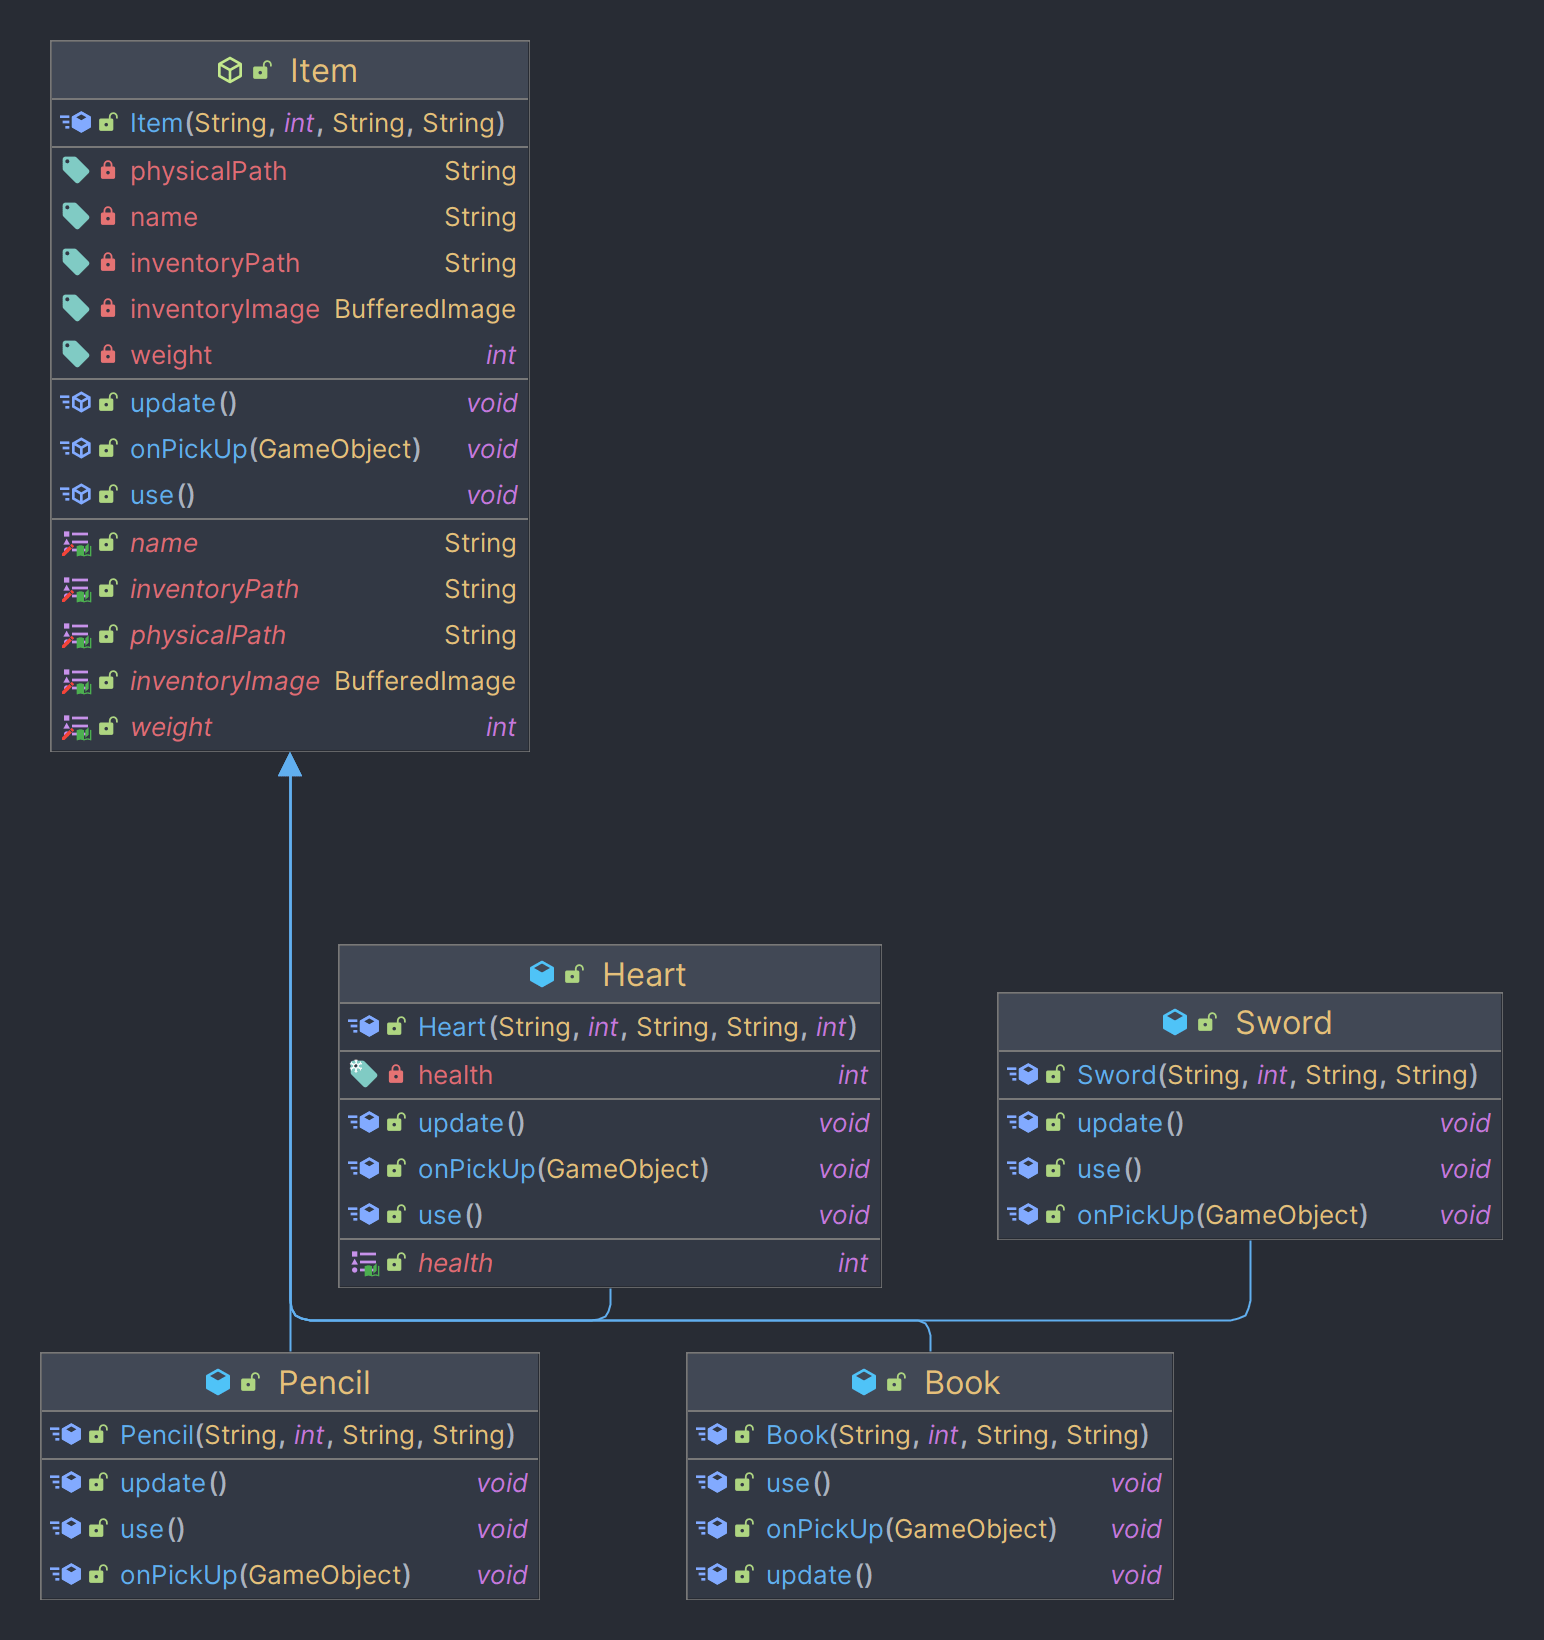 Item
Item(String, int, String, String)
physicalPath String
name String
inventoryPath String
inventoryImage BufferedImage
weight int
update() void
onPickUp(GameObject) void
use() void
name String
inventoryPath String
physicalPath String
inventoryImage BufferedImage
weight int
Heart
Heart(String, int, String, String, int)
health int
update() void
onPickUp(GameObject) void
use() void
health int
Sword
Sword(String, int, String, String)
update() void
use() void
onPickUp(GameObject) void
Pencil
Pencil(String, int, String, String)
update() void
use() void
onPickUp(GameObject) void
Book
Book(String, int, String, String)
use() void
onPickUp(GameObject) void
update() void